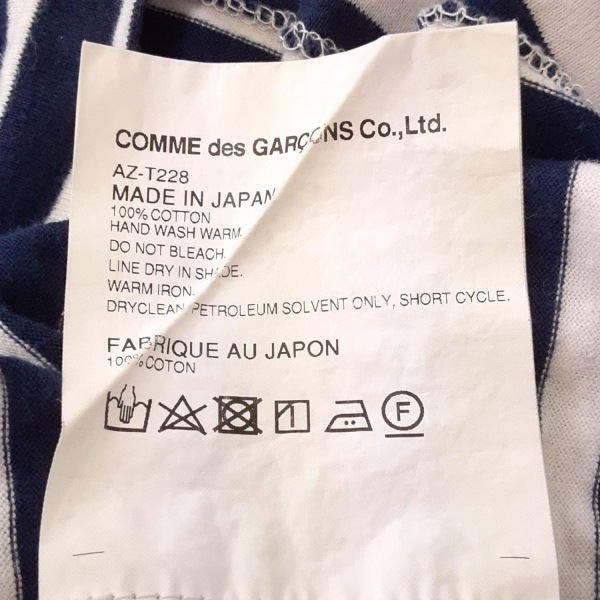 COMME des GARÇONS Co.,Ltd.
AZ-T228
MADE IN JAPAN
100% COTTON
HAND WASH WARM.
DO NOT BLEACH.
LINE DRY IN SHADE.
WARM IRON.
DRYCLEAN PETROLEUM SOLVENT ONLY, SHORT CYCLE.
FABRIQUE AU JAPON
100% COTON
F